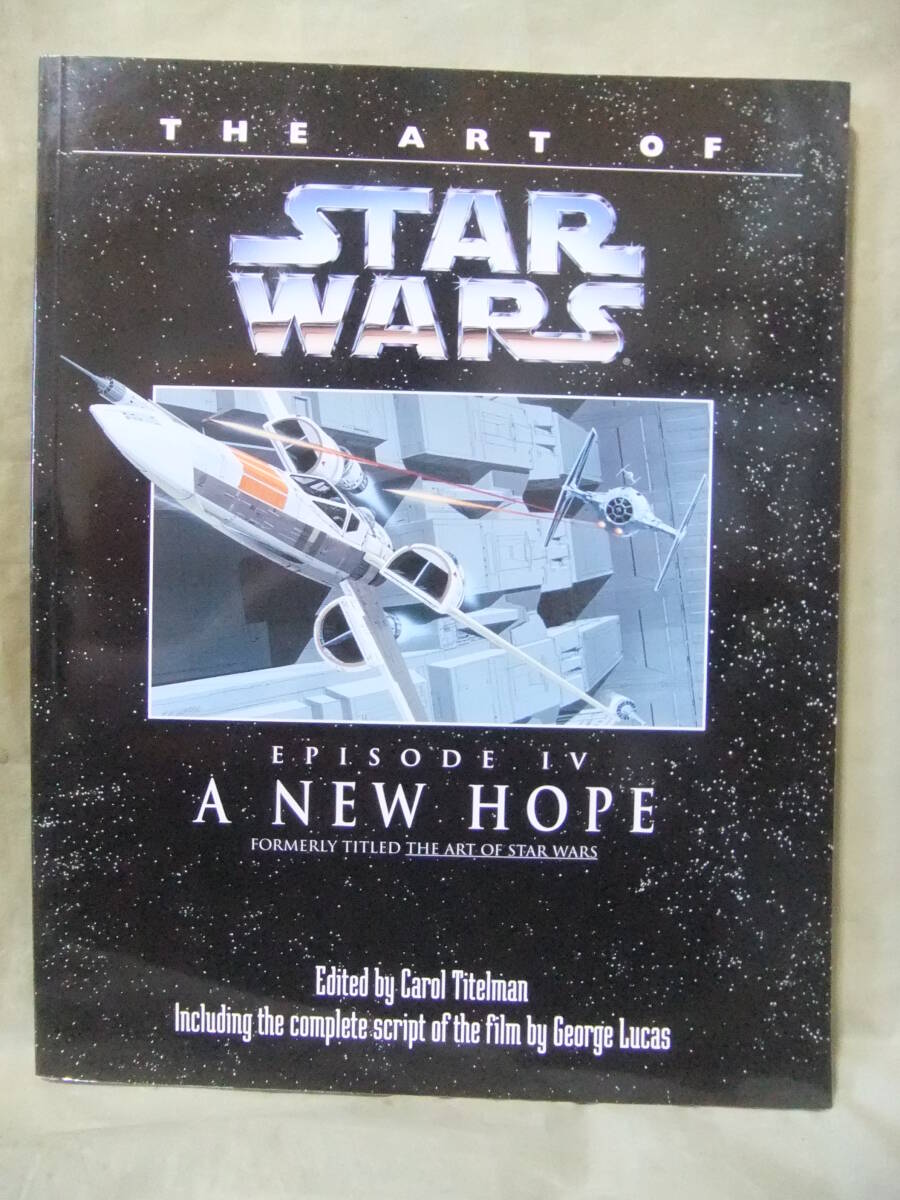 THE ART OF
STAR
WARS
EPISODE IV
A NEW HOPE
FORMERLY TITLED THE ART OF STAR WARS
Edited by Carol Titelman
Including the complete script of the film by George Lucas